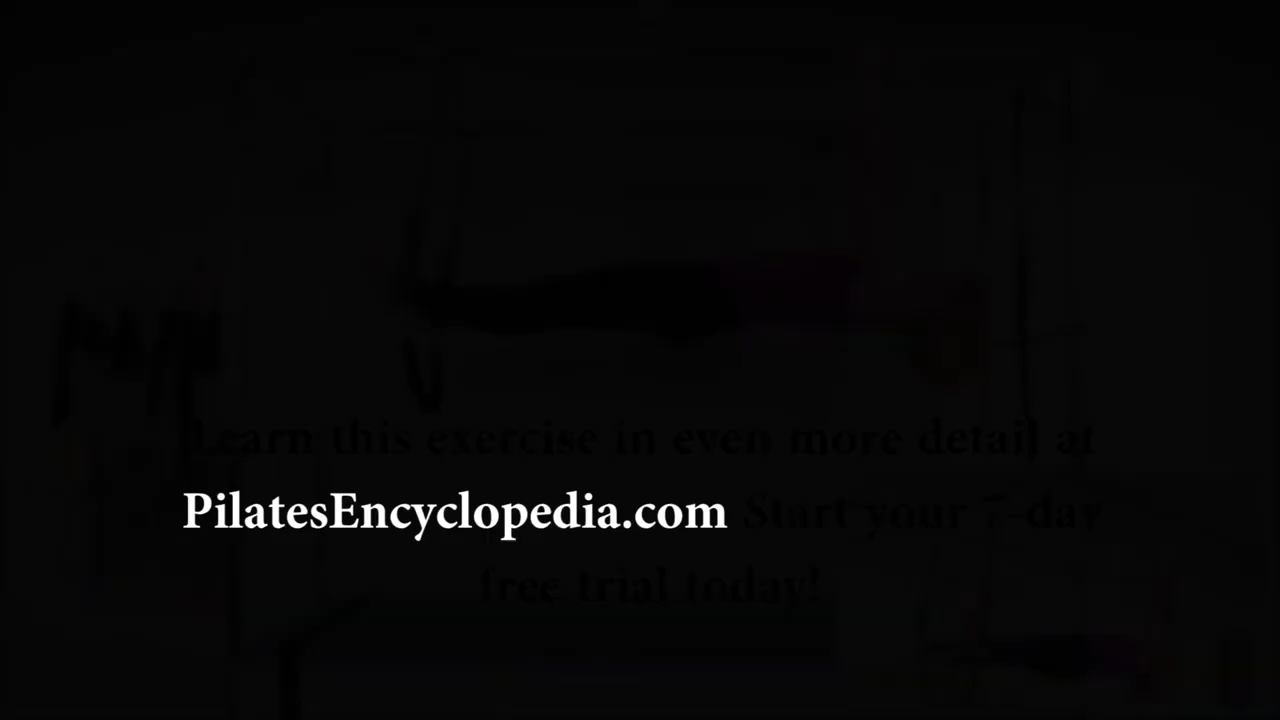 Learn this exercise in even more detail at
PilatesEncyclopedia.com Start your 7-day
free trial today!